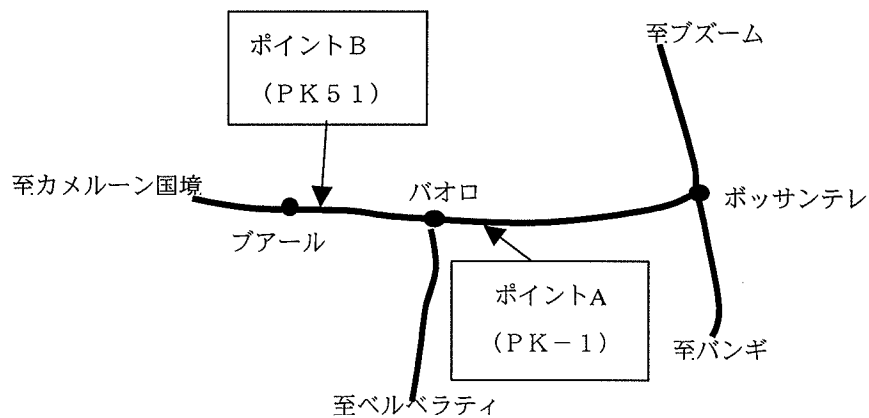 至ブズーム
ポイントB
（PK51）
至カメルーン国境
バオロ
ボッサンテレ
ブアール
ポイントA
（PK－1）
至バンギ
至ベルベラティ